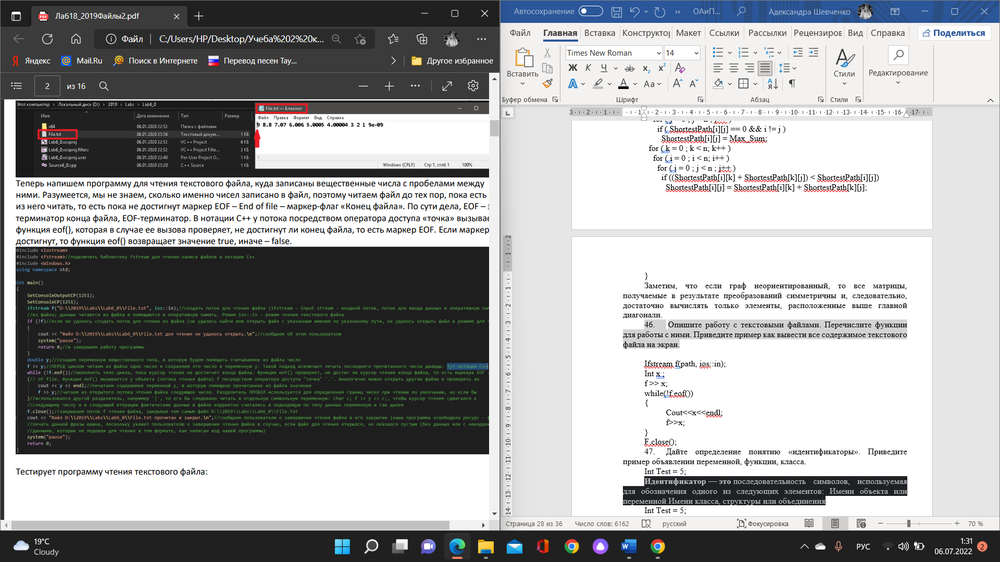 Лаб18_2019Файлы2.pdf
Файл
C:/Users/HP/Desktop/Учеба%202%20к...
Яндекс
Mail.Ru
Поиск в Интернете
Перевод песен Tay...
Другое избранное
2 из 16
Этот компьютер > Локальный диск (D:) > 2019 > Labs > Lab6_0
Имя Дата изменения Тип Размер
x64 06.01.2020 22:52 Папка с файлами
File.txt 06.01.2020 23:36 Текстовый докум... 1 КБ
Lab6_0.vcxproj 06.01.2020 22:52 VC++ Project 6 КБ
Lab6_0.vcxproj.filters 06.01.2020 22:52 VC++ Project Filte... 2 КБ
Lab6_0.vcxproj.user 06.01.2020 22:48 Per-User Project O... 1 КБ
Source6_0.cpp 06.01.2020 23:20 C++ Source 1 КБ
File.txt — Блокнот
Файл Правка Формат Вид Справка
9 8.8 7.07 6.006 5.0005 4.00004 3 2 1 9e-09
Windows (CRLF) Стр 1, стлб 1 100%
Теперь напишем программу для чтения текстового файла, куда записаны вещественные числа с пробелами между
ними. Разумеется, мы не знаем, сколько именно чисел записано в файл, поэтому читаем файл до тех пор, пока есть
из него читать, то есть пока не достигнут маркер EOF – End of file – маркер-флаг «Конец файла». По сути дела, EOF –
терминатор конца файла, EOF-терминатор. В нотации C++ у потока посредством оператора доступа «точка» вызывае
функция eof(), которая в случае ее вызова проверяет, не достигнут ли конец файла, то есть маркер EOF. Если маркер
достигнут, то функция eof() возвращает значение true, иначе – false.
#include <iostream>
#include <fstream>//подключить библиотеку fstream для чтения-записи файлов в нотации C++
#include <Windows.h>
using namespace std;
int main()
{
SetConsoleOutputCP(1251);
SetConsoleCP(1251);
ifstream f("D:\\2019\\Labs\\Lab6_0\\File.txt", ios::in);//создать поток для чтения файла (ifstream - input stream - входной поток, поток для ввода данных в оперативную пам
//из файла; данные читаются из файла и помещаются в оперативную память. Режим ios::in - режим чтения текстового файла
if (!f)//если не удалось создать поток для чтения из файла (не удалось найти или открыть файл с указанным именем по указанному пути, не удалось открыть файл в режиме для ч
{
cout << "Файл D:\\2019\\Labs\\Lab6_0\\File.txt для чтения не удалось открыть.\n";//сообщаем об этом пользователю
system("pause");
return 0;//и завершаем работу программы
}
double y;//созадим переменную вещественного типа, в которую будем помещать считываемое из файла число
f >> y;//ПЕРЕД циклом читаем из файла одно число и сохраняем это число в переменную y. Такой подход исключает печать последнего прочитанного числа дважды. Тут нотация C++
while (!f.eof())//выполнять тело цикла, пока курсор чтения не достигнет конца файла. Функция eof() проверяет, не достиг ли курсор чтения конца файла, то есть маркера EOF -
{// of file. Функция eof() вызывается у объекта (потока чтения файла) f посредством оператора доступа "точка" '.'. Аналогично можно открыть другие файлы и проверить их
cout << y << endl;//печатаем содержимое перменной y, в которую помещено прочитанное из файла значение
f >> y;//читаем из открытого потока чтения файла следующее число. Разделитель ПРОБЕЛ используется для определения границ чисел при чтении по умолчанию, но если бы
}//использовался другой разделитель, например '|', то его бы следовало читать в отдельную символьную переменную: char c; f >> y >> c;, чтобы курсор чтения сдвигался к
//следующему числу и в следующей итерации фактические данные в файле корректно считались в подходящую по типу данных переменную и так далее
f.close();//закрываем поток f чтения файла, закрывая тем самым файл D:\\2019\\Labs\\Lab6_0\\File.txt
cout << "Файл D:\\2019\\Labs\\Lab6_0\\File.txt прочитан и закрыт.\n";//сообщаем пользователю о завершении чтения файла и его закрытии (наша программа освободила ресурс - ф
//печать данной фразы важна, поскольку укажет пользователю о завершении чтения файла в случае, если файл для чтения открылся, но оказался пустым (без данных или с некоррек
//данными, которые не подошли для чтения в том формате, как написан код нашей программы)
system("pause");
return 0;
}
Тестирует программу чтения текстового файла:
Автосохранение
ОАиП...
Адександра Шевченко
Файл Главная Вставка Конструктор Макет Ссылки Рассылки Рецензиров Вид Справка
Поделиться
Вставить
Times New Roman 14
Стили
Редактирование
Буфер обмена Шрифт Абзац Стили
if ( ShortestPath[i][j] == 0 && i != j )
ShortestPath[i][j] = Max_Sum;
for ( k = 0 ; k < n; k++ )
for ( i = 0 ; i < n; i++ )
for ( j = 0 ; j < n ; j++ )
if ((ShortestPath[i][k] + ShortestPath[k][j]) < ShortestPath[i][j])
ShortestPath[i][j] = ShortestPath[i][k] + ShortestPath[k][j];
}
Заметим, что если граф неориентированный, то все матрицы,
получаемые в результате преобразований симметричны и, следовательно,
достаточно вычислять только элементы, расположенные выше главной
диагонали.
46. Опишите работу с текстовыми файлами. Перечислите функции
для работы с ними. Приведите пример как вывести все содержимое текстового
файла на экран.
Ifstream f(path, ios::in);
Int x ;
f >> x;
while(!f.eof())
{
Cout<<x<<endl;
f>>x;
}
F.close();
47. Дайте определение понятию «идентификаторы». Приведите
пример объявлении переменной, функции, класса.
Int Test = 5;
Идентификатор — это последовательность символов, используемая
для обозначения одного из следующих элементов: Имени объекта или
переменной Имени класса, структуры или объединения
Int Test = 5;
Страница 28 из 36 Число слов: 6162 русский Фокусировка 70 %
19°C
Cloudy
РУС
1:31
06.07.2022
2